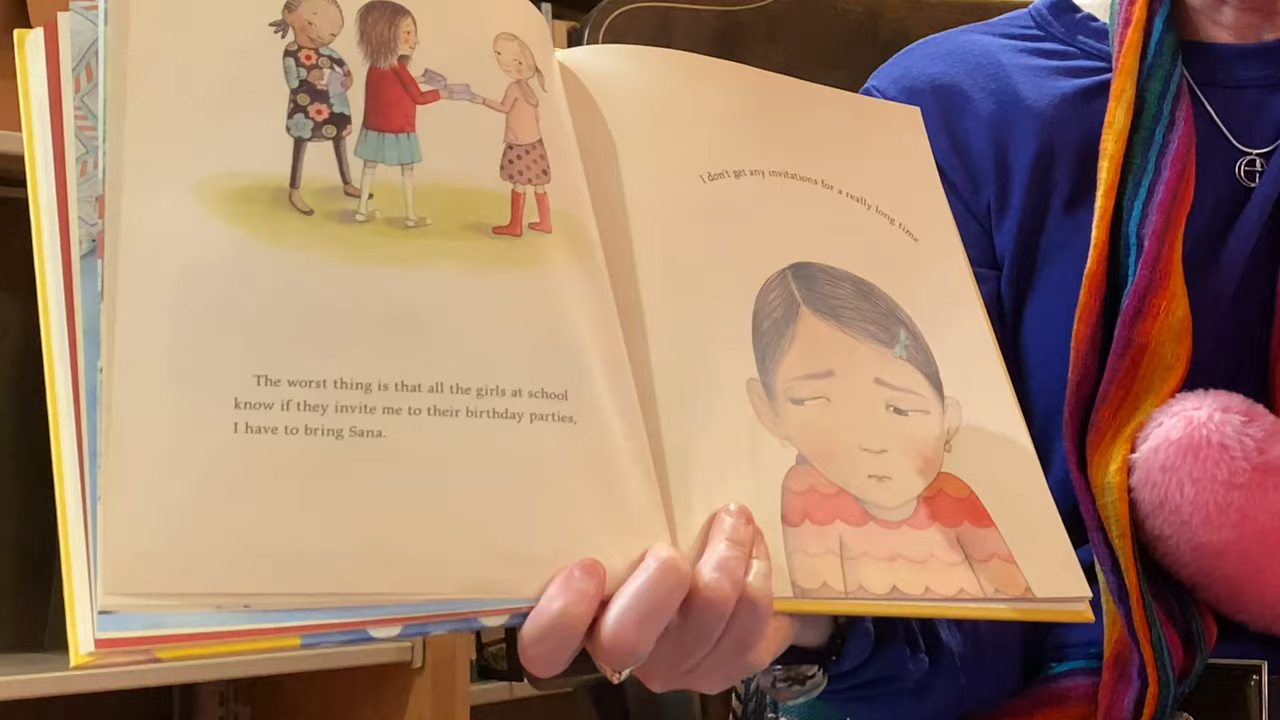 The worst thing is that all the girls at school
know if they invite me to their birthday parties,
I have to bring Sana.
I don't get any invitations for a really long time